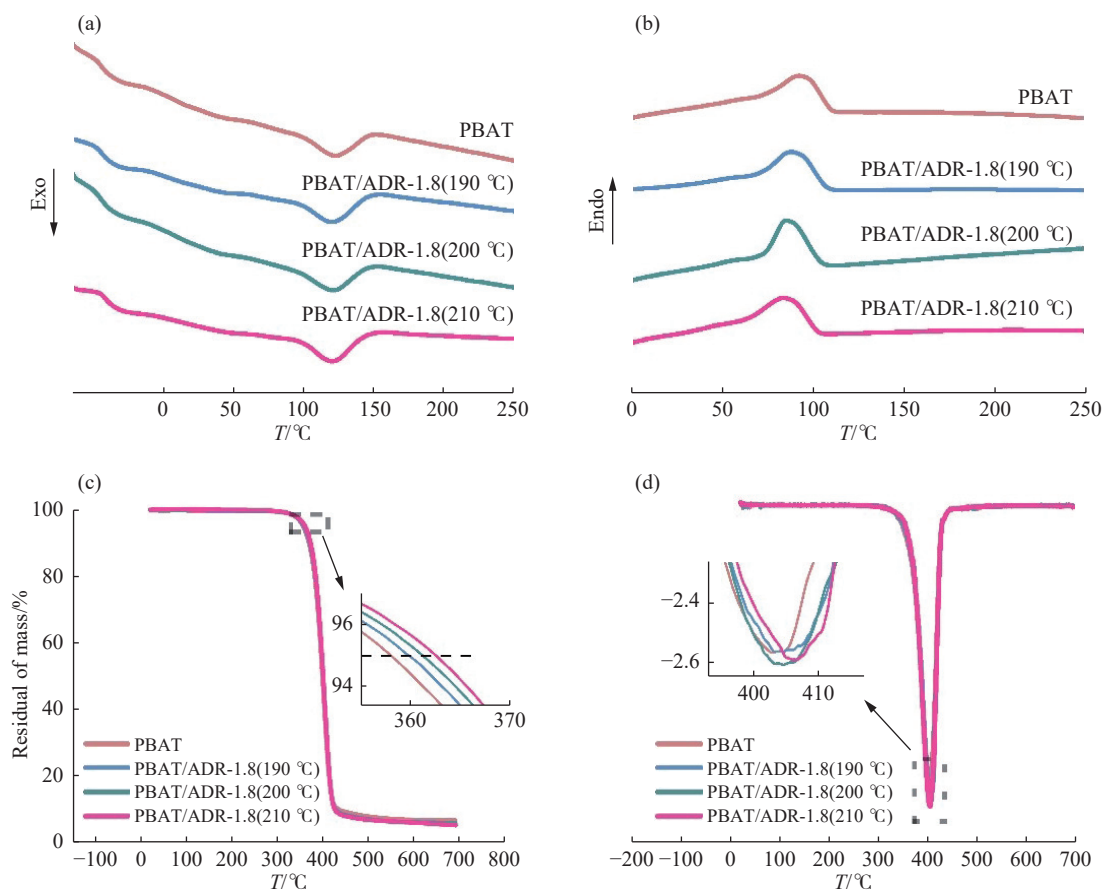 (a)
PBAT
PBAT/ADR-1.8(190 ℃)
PBAT/ADR-1.8(200 ℃)
PBAT/ADR-1.8(210 ℃)
Exo
0 50 100 150 200 250
T/℃
(b)
PBAT
PBAT/ADR-1.8(190 ℃)
PBAT/ADR-1.8(200 ℃)
PBAT/ADR-1.8(210 ℃)
Endo
0 50 100 150 200 250
T/℃
(c)
100
80
60
40
20
0
Residual of mass/%
96
94
360 370
PBAT
PBAT/ADR-1.8(190 ℃)
PBAT/ADR-1.8(200 ℃)
PBAT/ADR-1.8(210 ℃)
−100 0 100 200 300 400 500 600 700 800
T/℃
(d)
−2.4
−2.6
400 410
PBAT
PBAT/ADR-1.8(190 ℃)
PBAT/ADR-1.8(200 ℃)
PBAT/ADR-1.8(210 ℃)
−200 −100 0 100 200 300 400 500 600 700
T/℃